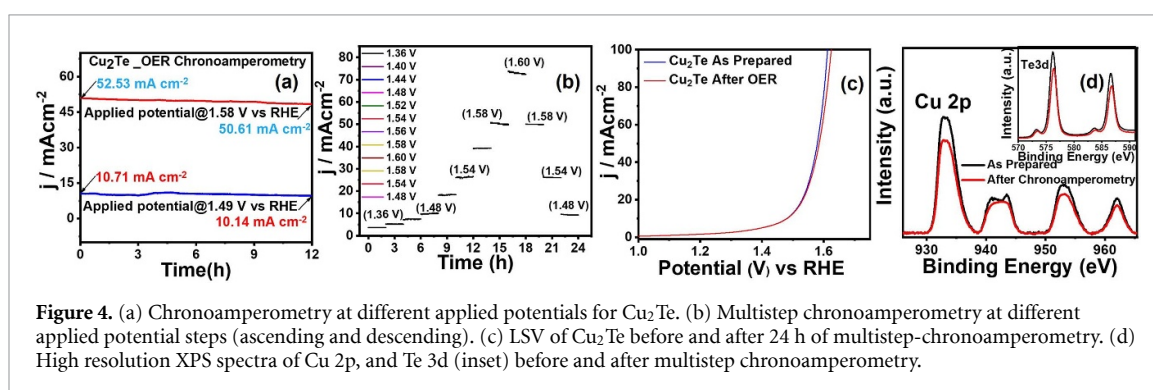 Cu₂Te _OER Chronoamperometry
(a)
52.53 mA cm⁻²
Applied potential@1.58 V vs RHE
50.61 mA cm⁻²
10.71 mA cm⁻²
Applied potential@1.49 V vs RHE
10.14 mA cm⁻²
j / mAcm⁻²
60
45
30
15
0
0 3 6 9 12
Time(h)
(b)
1.36 V
1.40 V
1.44 V
1.48 V
1.52 V
1.54 V
1.56 V
1.58 V
1.60 V
1.58 V
1.54 V
1.48 V
(1.60 V)
(1.58 V)
(1.58 V)
(1.54 V)
(1.54 V)
(1.36 V)
(1.48 V)
(1.48 V)
j / mAcm⁻²
80
70
60
50
40
30
20
10
0
0 3 6 9 12 15 18 21 24
Time (h)
Cu₂Te As Prepared
Cu₂Te After OER
(c)
j / mAcm⁻²
100
80
60
40
20
1.0 1.2 1.4 1.6
Potential (V) vs RHE
Te3d
(d)
570 575 580 585 590
Binding Energy (eV)
Intensity (a.u.)
Cu 2p
As Prepared
After Chronoamperometry
Intensity (a.u.)
930 940 950 960
Binding Energy (eV)
Figure 4. (a) Chronoamperometry at different applied potentials for Cu₂Te. (b) Multistep chronoamperometry at different
applied potential steps (ascending and descending). (c) LSV of Cu₂Te before and after 24 h of multistep-chronoamperometry. (d)
High resolution XPS spectra of Cu 2p, and Te 3d (inset) before and after multistep chronoamperometry.